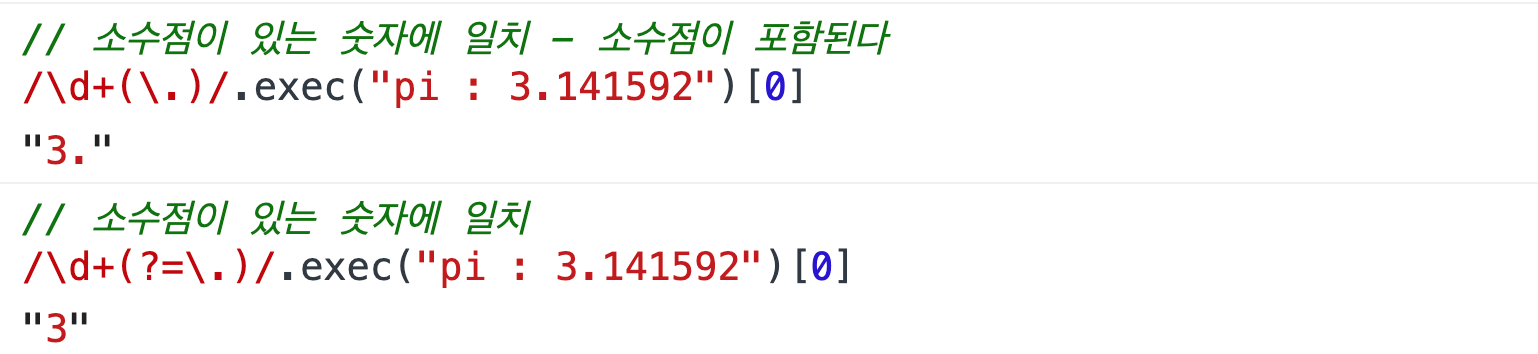 // 소수점이 있는 숫자에 일치 – 소수점이 포함된다
/\d+(\.)/.exec("pi : 3.141592")[0]
"3."
// 소수점이 있는 숫자에 일치
/\d+(?=\.)/.exec("pi : 3.141592")[0]
"3"